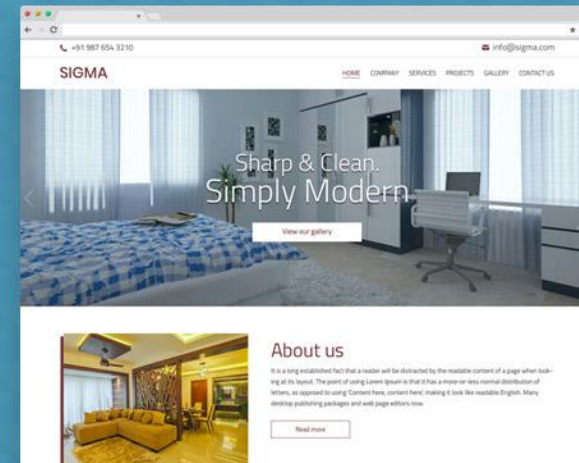 +91 987 654 3210
info@sigma.com
SIGMA
HOME COMPANY SERVICES PROJECTS GALLERY CONTACT US
Sharp & Clean.
Simply Modern
View our gallery
About us
It is a long established fact that a reader will be distracted by the readable content of a page when look-
ing at its layout. The point of using Lorem Ipsum is that it has a more-or-less normal distribution of
letters, as opposed to using 'Content here, content here', making it look like readable English. Many
desktop publishing packages and web page editors now.
Read more